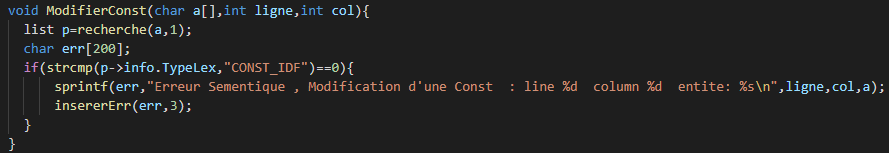 void ModifierConst(char a[],int ligne,int col){
  list p=recherche(a,1);
  char err[200];
  if(strcmp(p->info.TypeLex,"CONST_IDF")==0){
      sprintf(err,"Erreur Sementique , Modification d'une Const  : line %d  column %d  entite: %s\n",ligne,col,a);
      insererErr(err,3);
  }
}